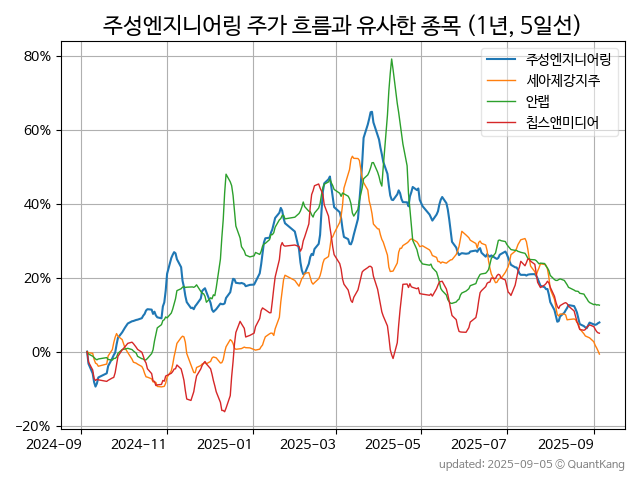 주성엔지니어링 주가 흐름과 유사한 종목 (1년, 5일선)
주성엔지니어링
세아제강지주
안랩
칩스앤미디어
80%
60%
40%
20%
0%
−20%
2024-09
2024-11
2025-01
2025-03
2025-05
2025-07
2025-09
updated: 2025-09-05 © QuantKang